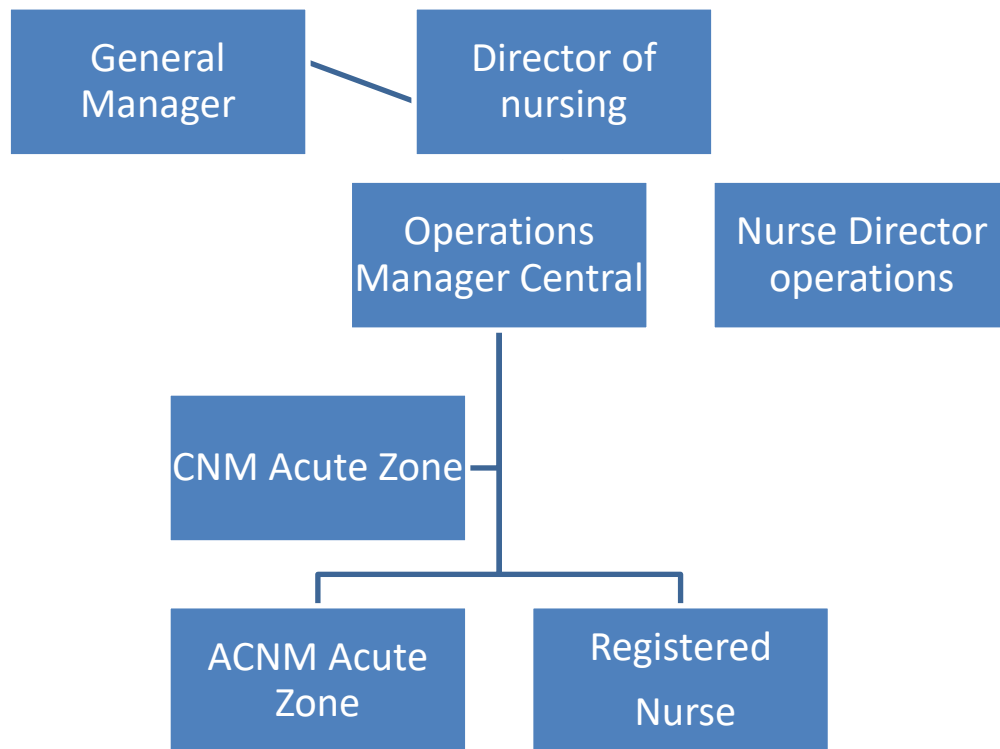 General
Manager
Director of
nursing
Operations
Manager Central
Nurse Director
operations
CNM Acute Zone
ACNM Acute
Zone
Registered
Nurse